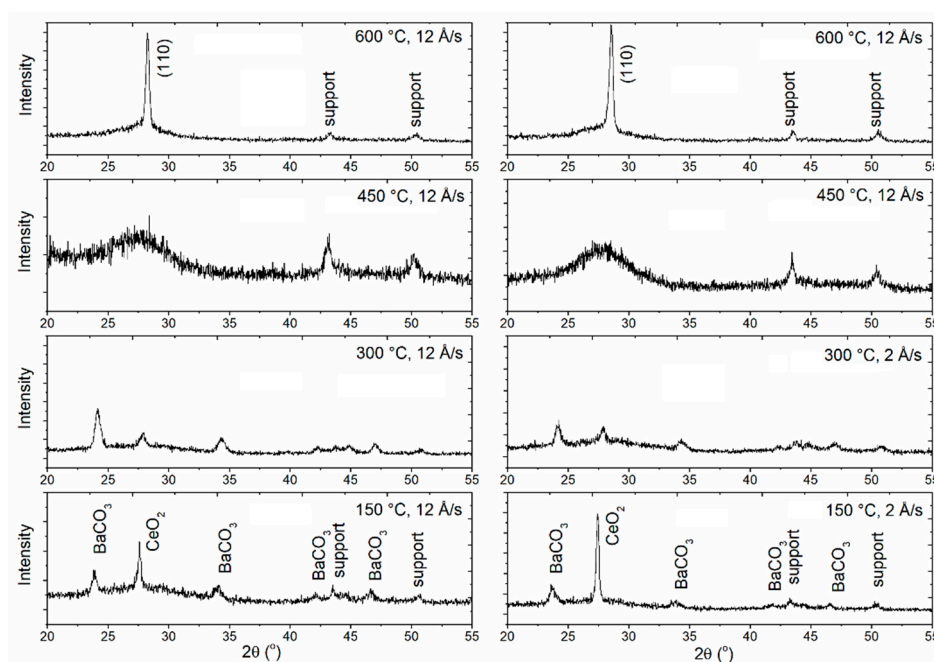 600 °C, 12 Å/s
Intensity
(110)
support
support
20 25 30 35 40 45 50 55
450 °C, 12 Å/s
Intensity
20 25 30 35 40 45 50 55
300 °C, 12 Å/s
Intensity
20 25 30 35 40 45 50 55
150 °C, 12 Å/s
Intensity
BaCO3
CeO2
BaCO3
BaCO3
support
BaCO3
support
20 25 30 35 40 45 50 55
2θ (°)
600 °C, 12 Å/s
(110)
support
support
20 25 30 35 40 45 50 55
450 °C, 12 Å/s
20 25 30 35 40 45 50 55
300 °C, 2 Å/s
20 25 30 35 40 45 50 55
150 °C, 2 Å/s
BaCO3
CeO2
BaCO3
BaCO3
support
BaCO3
support
20 25 30 35 40 45 50 55
2θ (°)